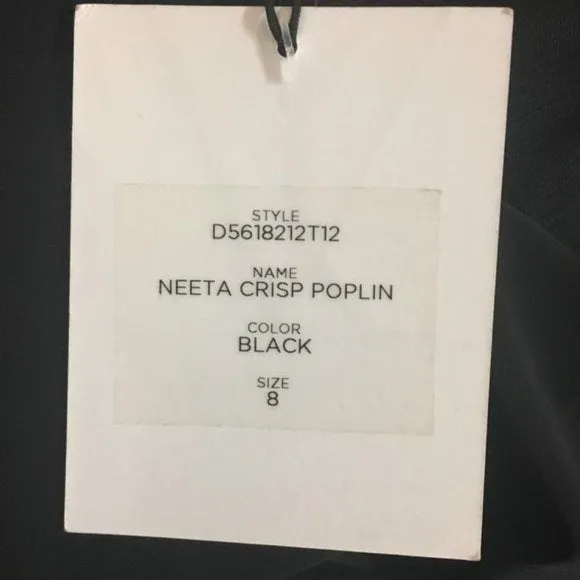 STYLE
D5618212T12
NAME
NEETA CRISP POPLIN
COLOR
BLACK
SIZE
8